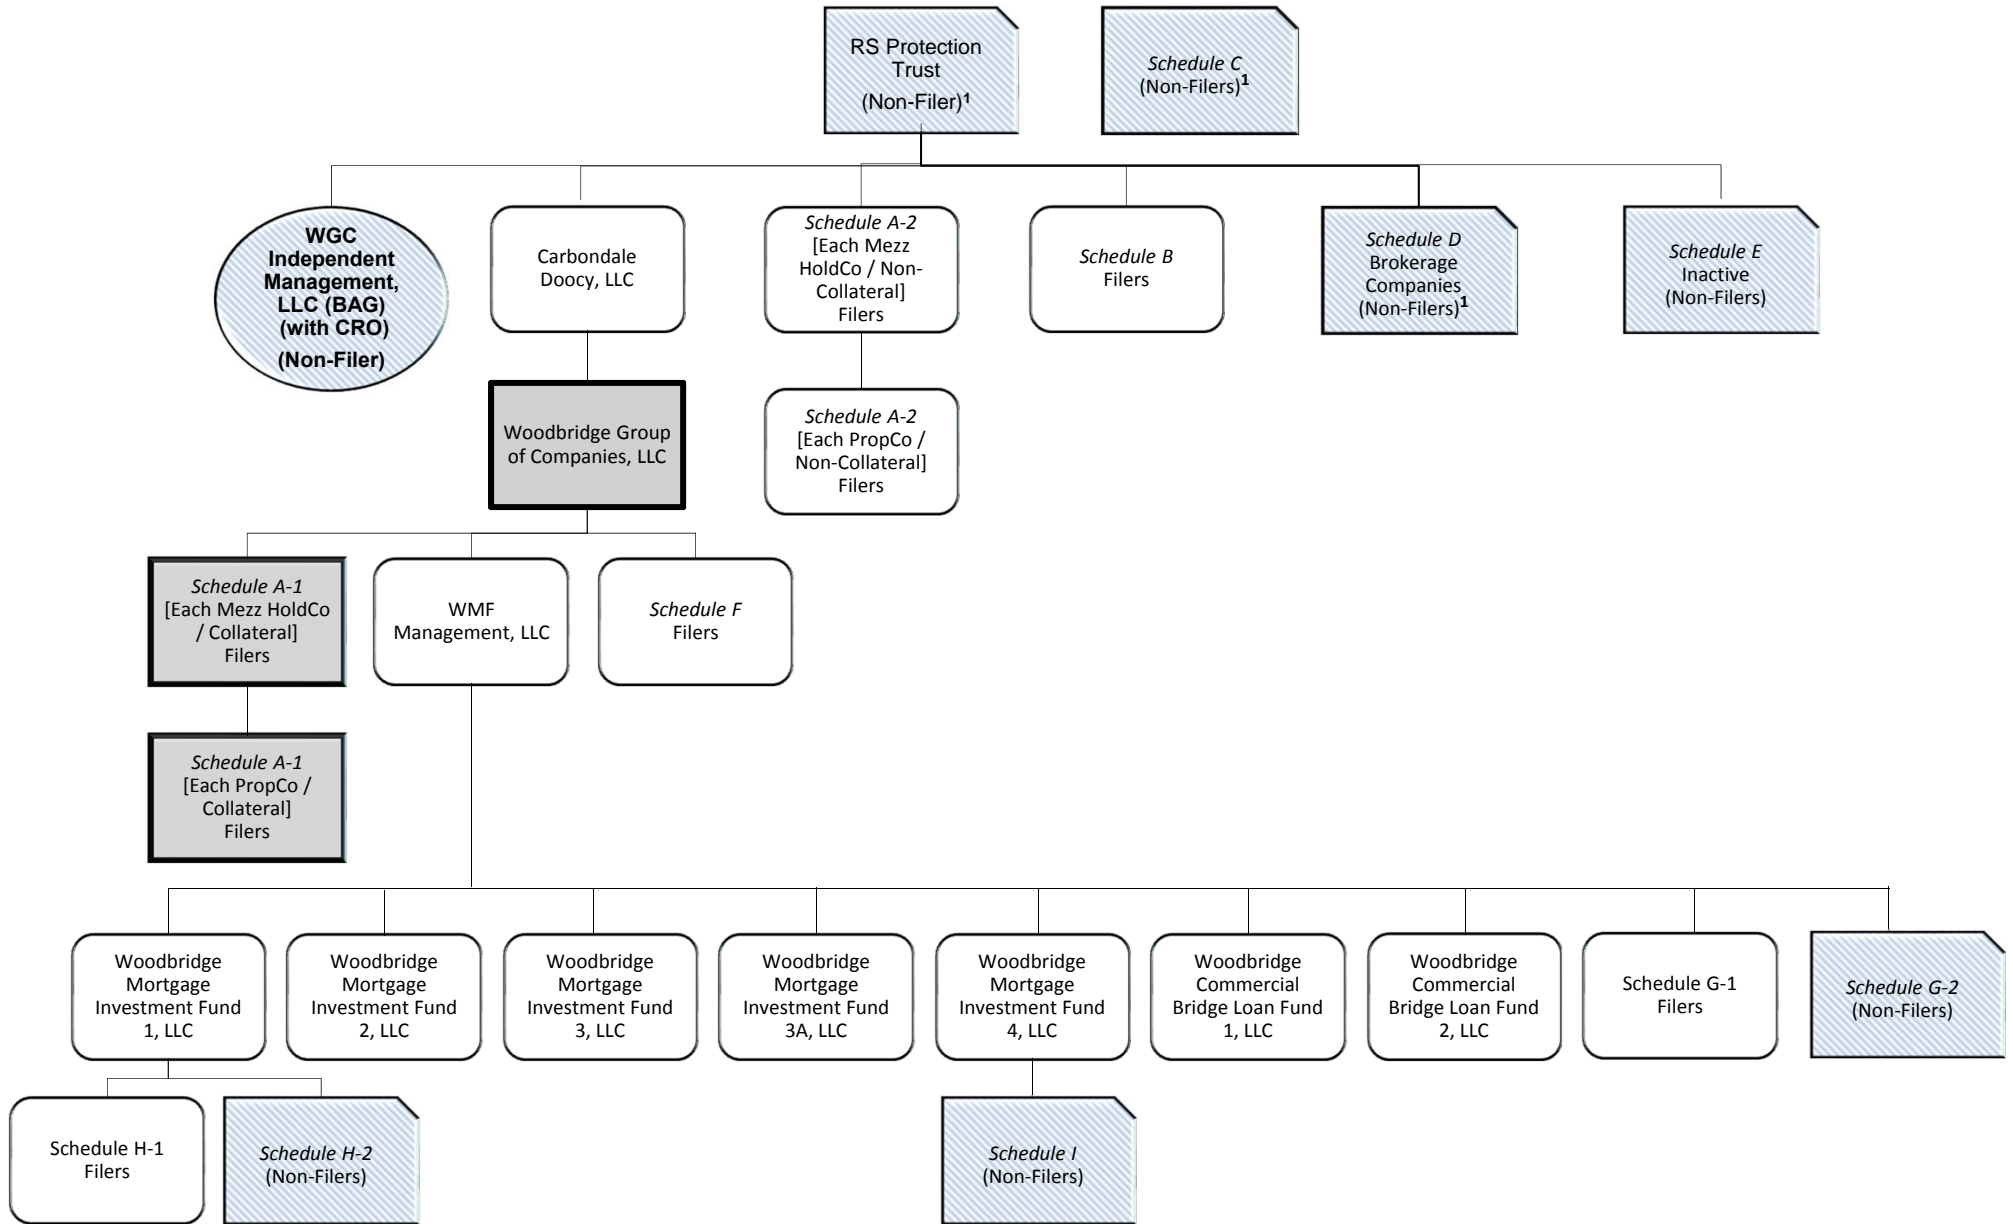 RS Protection
Trust
(Non-Filer)1
Schedule C
(Non-Filers)1
WGC
Independent
Management,
LLC (BAG)
(with CRO)
(Non-Filer)
Carbondale
Doocy, LLC
Schedule A-2
[Each Mezz
HoldCo / Non-
Collateral]
Filers
Schedule B
Filers
Schedule D
Brokerage
Companies
(Non-Filers)1
Schedule E
Inactive
(Non-Filers)
Woodbridge Group
of Companies, LLC
Schedule A-2
[Each PropCo /
Non-Collateral]
Filers
Schedule A-1
[Each Mezz HoldCo
/ Collateral]
Filers
WMF
Management, LLC
Schedule F
Filers
Schedule A-1
[Each PropCo /
Collateral]
Filers
Woodbridge
Mortgage
Investment Fund
1, LLC
Woodbridge
Mortgage
Investment Fund
2, LLC
Woodbridge
Mortgage
Investment Fund
3, LLC
Woodbridge
Mortgage
Investment Fund
3A, LLC
Woodbridge
Mortgage
Investment Fund
4, LLC
Woodbridge
Commercial
Bridge Loan Fund
1, LLC
Woodbridge
Commercial
Bridge Loan Fund
2, LLC
Schedule G-1
Filers
Schedule G-2
(Non-Filers)
Schedule H-1
Filers
Schedule H-2
(Non-Filers)
Schedule I
(Non-Filers)